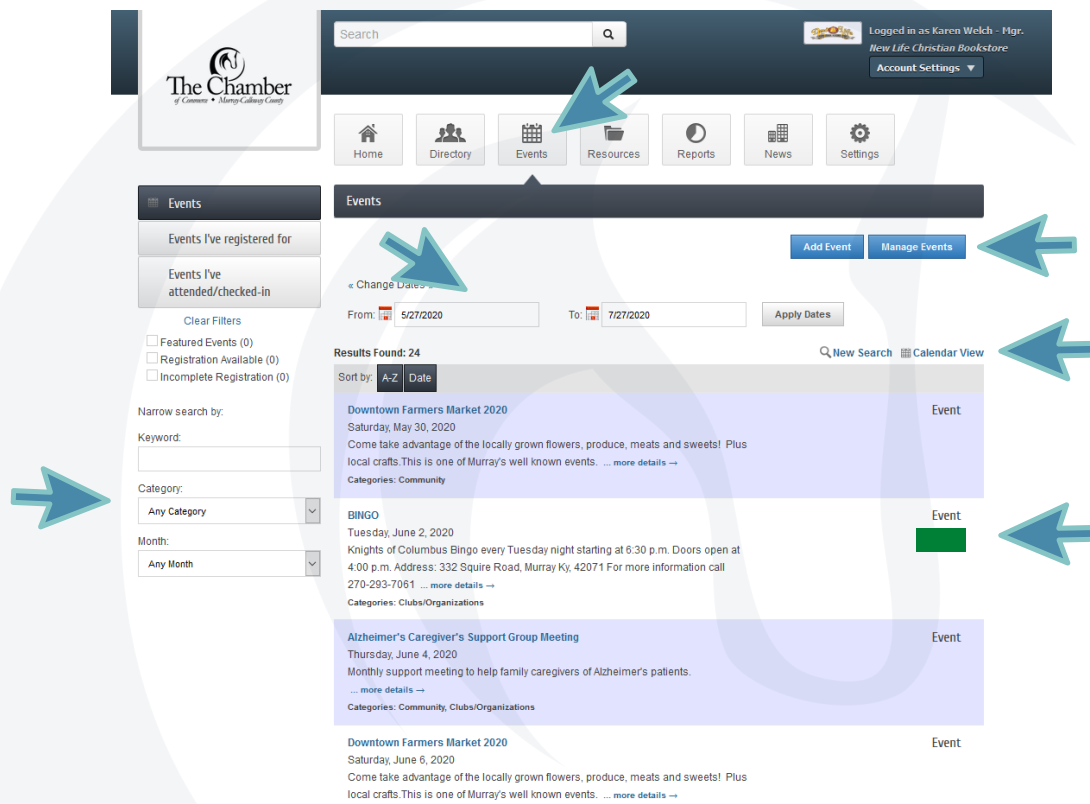 Search
Logged in as Karen Welch - Mgr.
New Life Christian Bookstore
Account Settings ▼
The Chamber
of Commerce • Murray-Calloway County
Home
Directory
Events
Resources
Reports
News
Settings
Events
Events I've registered for
Events I've
attended/checked-in
Clear Filters
Featured Events (0)
Registration Available (0)
Incomplete Registration (0)
Narrow search by:
Keyword:
Category:
Any Category
Month:
Any Month
Events
Add Event
Manage Events
« Change Dates
From: 5/27/2020 To: 7/27/2020 Apply Dates
Results Found: 24
New Search Calendar View
Sort by: A-Z Date
Downtown Farmers Market 2020 Event
Saturday, May 30, 2020
Come take advantage of the locally grown flowers, produce, meats and sweets! Plus
local crafts.This is one of Murray's well known events. ... more details →
Categories: Community
BINGO Event
Tuesday, June 2, 2020
Knights of Columbus Bingo every Tuesday night starting at 6:30 p.m. Doors open at
4:00 p.m. Address: 332 Squire Road, Murray Ky, 42071 For more information call
270-293-7061 ... more details →
Categories: Clubs/Organizations
Alzheimer's Caregiver's Support Group Meeting Event
Thursday, June 4, 2020
Monthly support meeting to help family caregivers of Alzheimer's patients.
... more details →
Categories: Community, Clubs/Organizations
Downtown Farmers Market 2020 Event
Saturday, June 6, 2020
Come take advantage of the locally grown flowers, produce, meats and sweets! Plus
local crafts.This is one of Murray's well known events. ... more details →